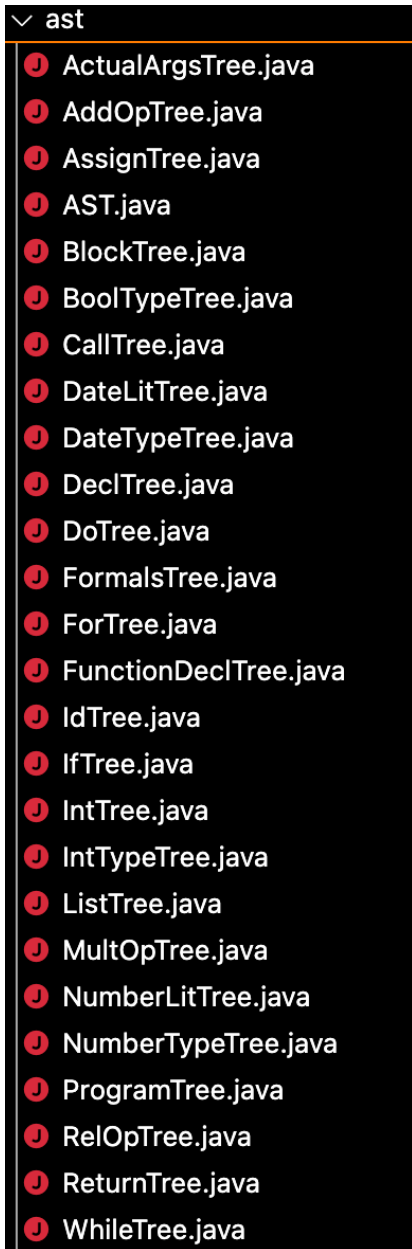 ast
J ActualArgsTree.java
J AddOpTree.java
J AssignTree.java
J AST.java
J BlockTree.java
J BoolTypeTree.java
J CallTree.java
J DateLitTree.java
J DateTypeTree.java
J DeclTree.java
J DoTree.java
J FormalsTree.java
J ForTree.java
J FunctionDeclTree.java
J IdTree.java
J IfTree.java
J IntTree.java
J IntTypeTree.java
J ListTree.java
J MultOpTree.java
J NumberLitTree.java
J NumberTypeTree.java
J ProgramTree.java
J RelOpTree.java
J ReturnTree.java
J WhileTree.java